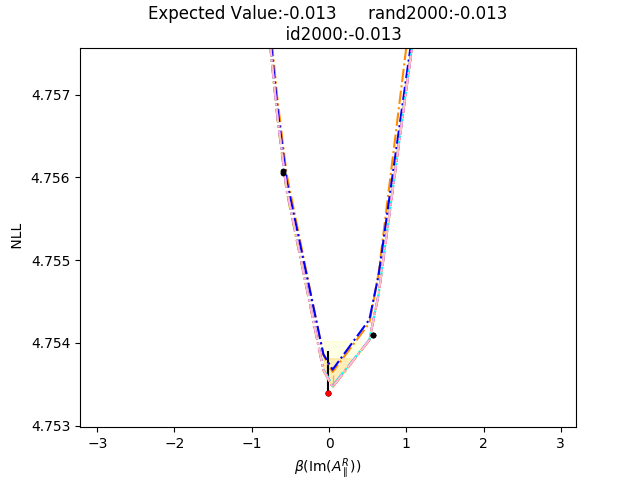 Expected Value:-0.013 rand2000:-0.013
id2000:-0.013
4.757
4.756
4.755
4.754
4.753
NLL
−3 −2 −1 0 1 2 3
β(Im(A∥^R))